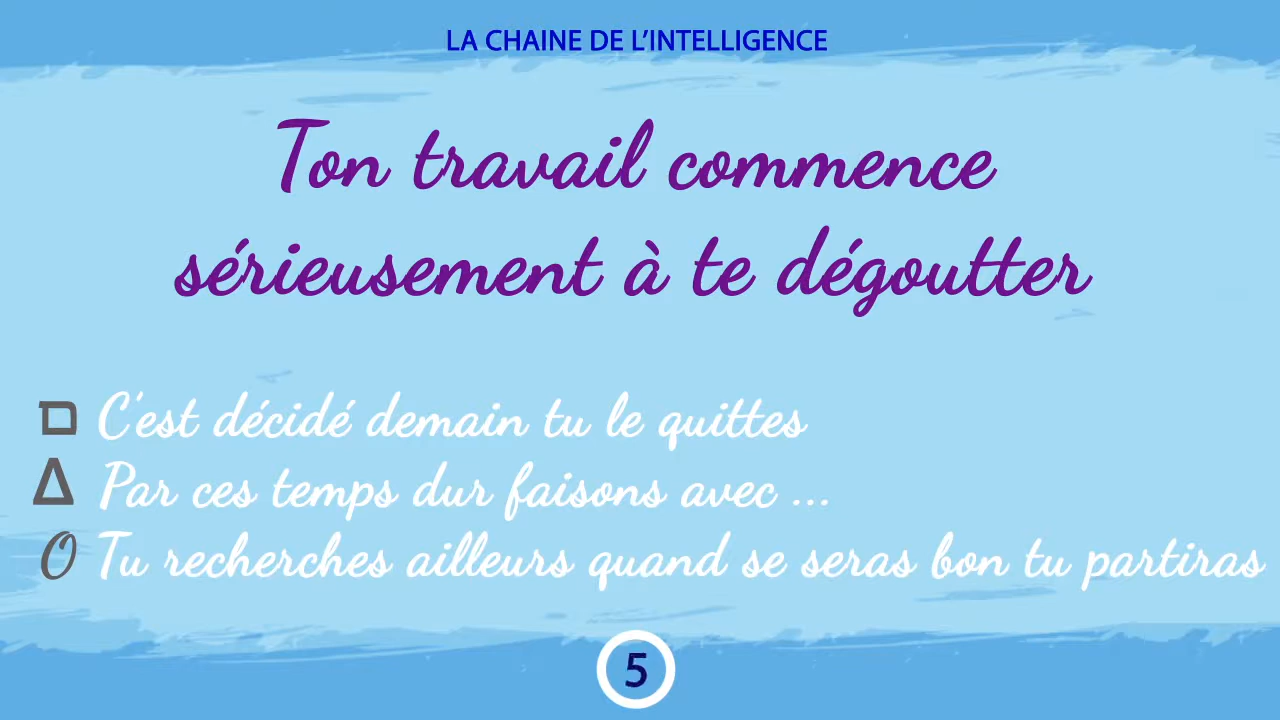 LA CHAINE DE L'INTELLIGENCE
Ton travail commence
sérieusement à te dégoutter
□ C'est décidé demain tu le quittes
Δ Par ces temps dur faisons avec ...
O Tu recherches ailleurs quand se seras bon tu partiras
5